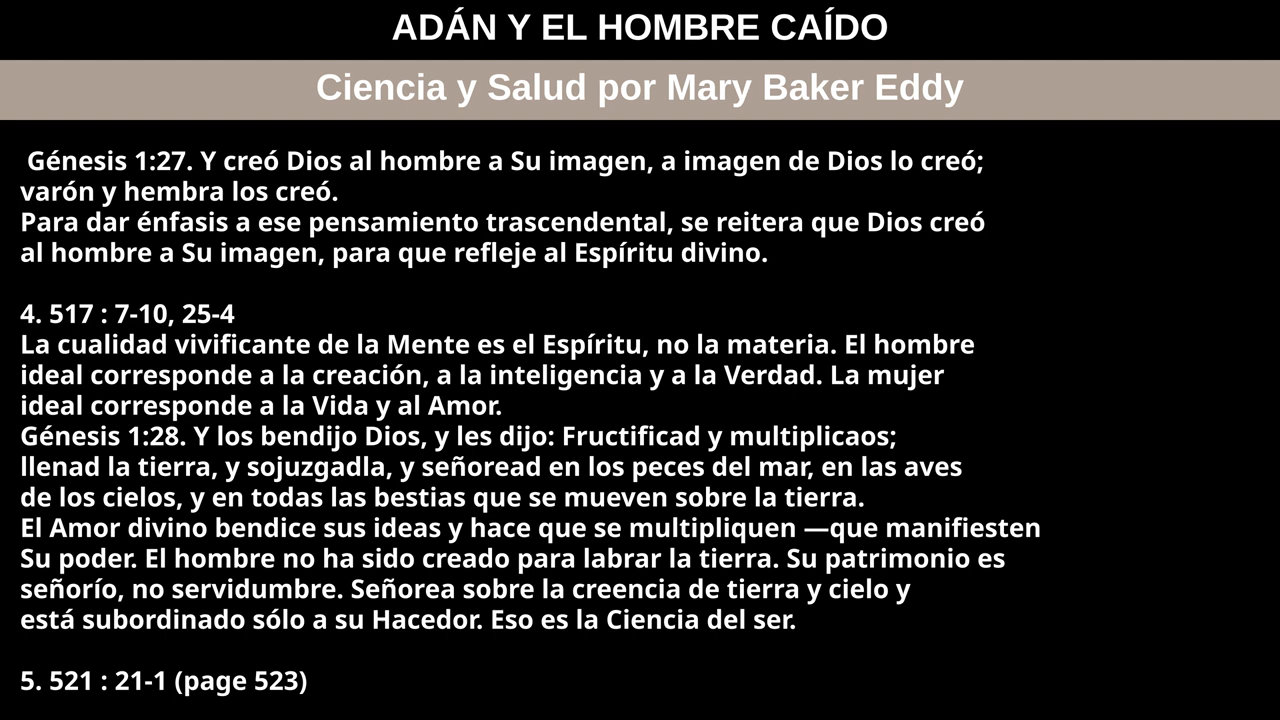 ADÁN Y EL HOMBRE CAÍDO
Ciencia y Salud por Mary Baker Eddy
Génesis 1:27. Y creó Dios al hombre a Su imagen, a imagen de Dios lo creó;
varón y hembra los creó.
Para dar énfasis a ese pensamiento trascendental, se reitera que Dios creó
al hombre a Su imagen, para que refleje al Espíritu divino.
4. 517 : 7-10, 25-4
La cualidad vivificante de la Mente es el Espíritu, no la materia. El hombre
ideal corresponde a la creación, a la inteligencia y a la Verdad. La mujer
ideal corresponde a la Vida y al Amor.
Génesis 1:28. Y los bendijo Dios, y les dijo: Fructificad y multiplicaos;
llenad la tierra, y sojuzgadla, y señoread en los peces del mar, en las aves
de los cielos, y en todas las bestias que se mueven sobre la tierra.
El Amor divino bendice sus ideas y hace que se multipliquen —que manifiesten
Su poder. El hombre no ha sido creado para labrar la tierra. Su patrimonio es
señorío, no servidumbre. Señorea sobre la creencia de tierra y cielo y
está subordinado sólo a su Hacedor. Eso es la Ciencia del ser.
5. 521 : 21-1 (page 523)